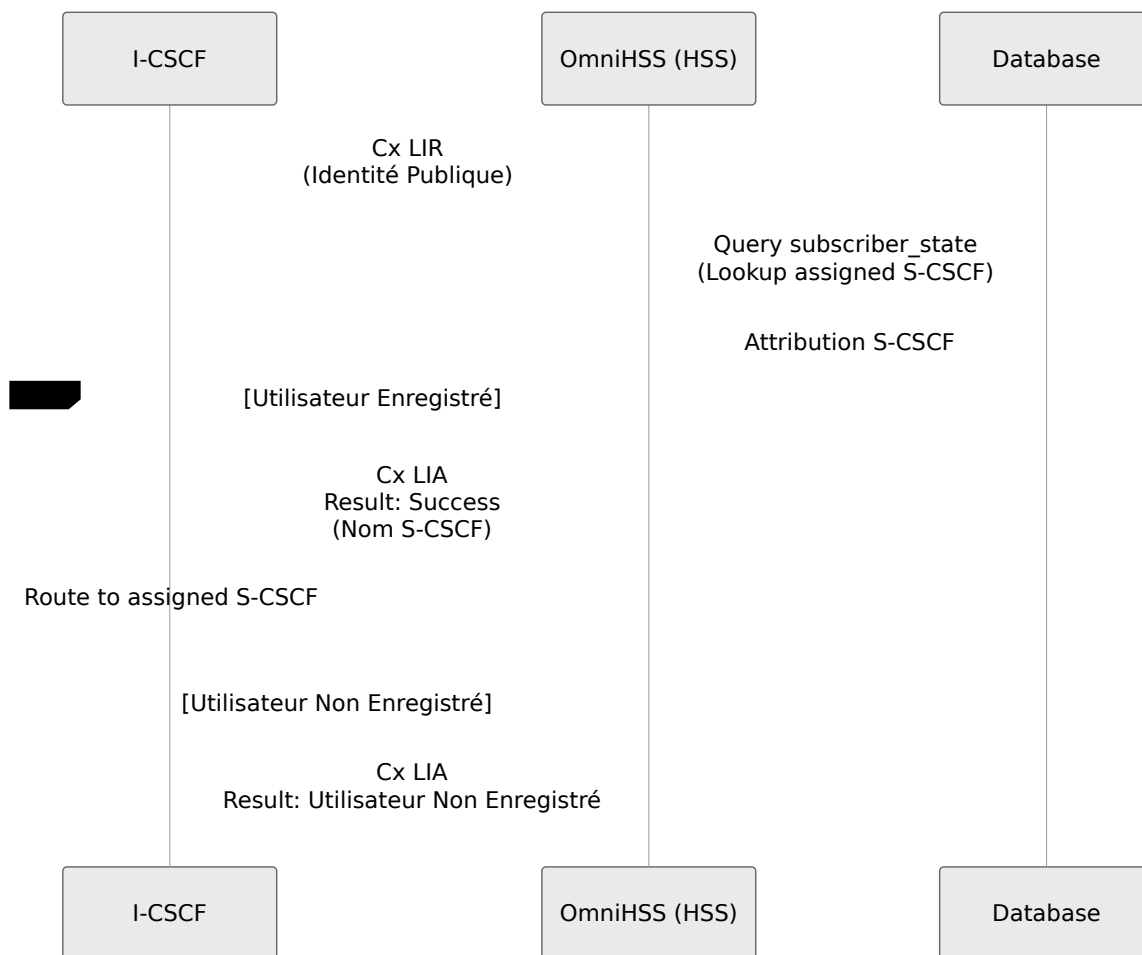 I-CSCF
OmniHSS (HSS)
Database
Cx LIR
(Identité Publique)
Query subscriber_state
(Lookup assigned S-CSCF)
Attribution S-CSCF
[Utilisateur Enregistré]
Cx LIA
Result: Success
(Nom S-CSCF)
Route to assigned S-CSCF
[Utilisateur Non Enregistré]
Cx LIA
Result: Utilisateur Non Enregistré
I-CSCF
OmniHSS (HSS)
Database